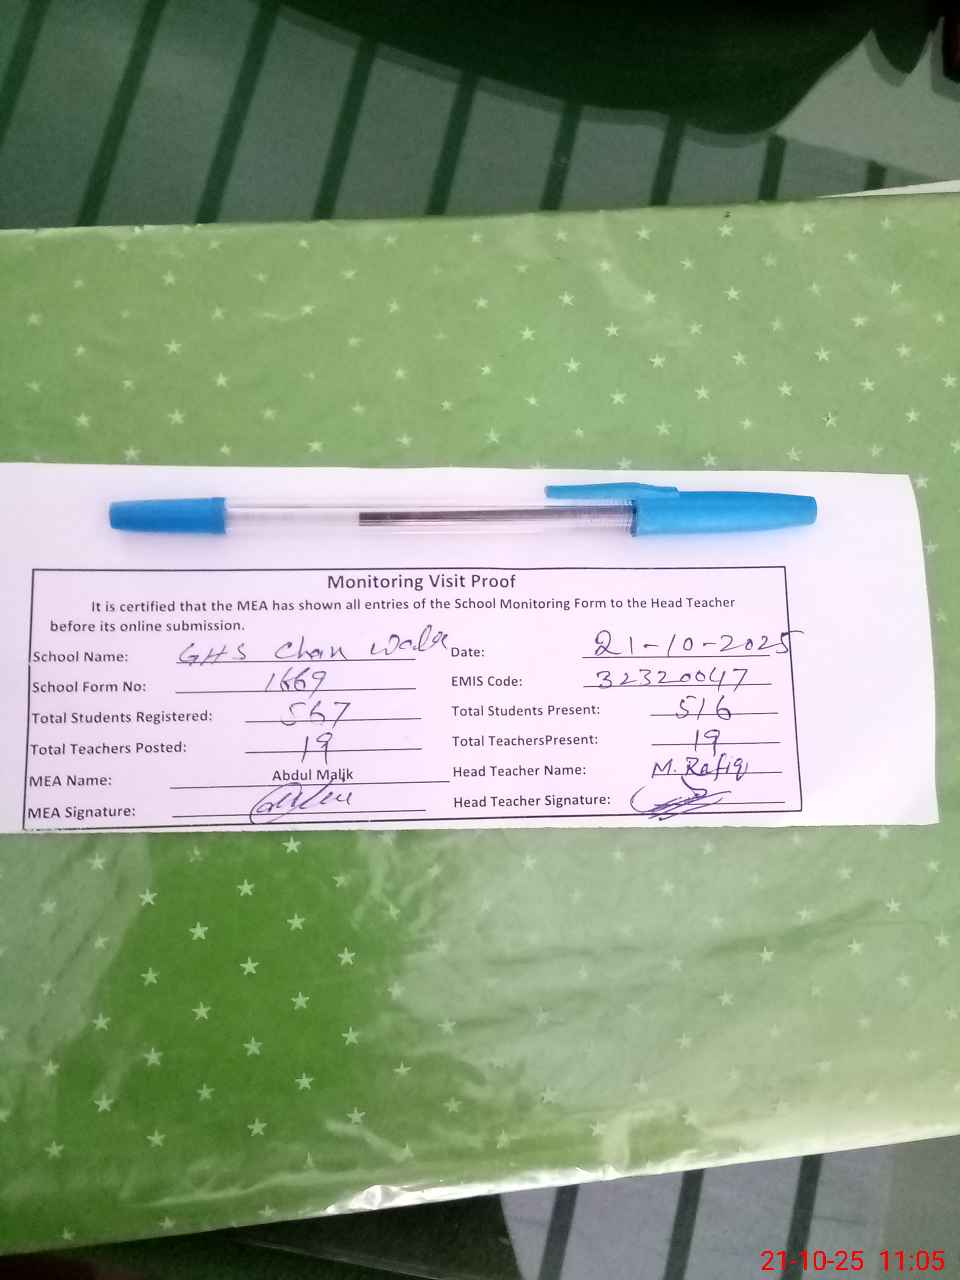 Monitoring Visit Proof
It is certified that the MEA has shown all entries of the School Monitoring Form to the Head Teacher
before its online submission.
School Name: GHS Chan Wala Date: 21-10-2025
School Form No: 1669 EMIS Code: 32320047
Total Students Registered: 567 Total Students Present: 516
Total Teachers Posted: 19 Total TeachersPresent: 19
MEA Name: Abdul Malik Head Teacher Name: M. Rafiq
MEA Signature: Head Teacher Signature:
21-10-25 11:05